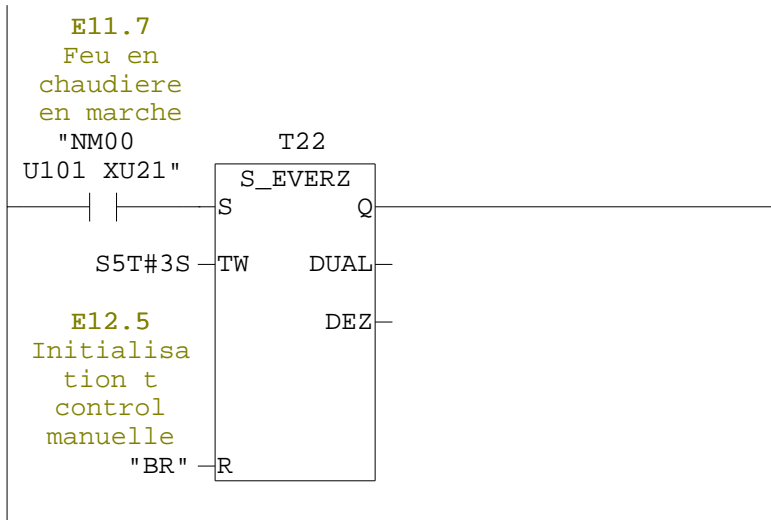 E11.7
Feu en
chaudiere
en marche
"NM00
U101 XU21"
T22
S_EVERZ
S
Q
S5T#3S
TW
DUAL
DEZ
E12.5
Initialisa
tion t
control
manuelle
"BR"
R